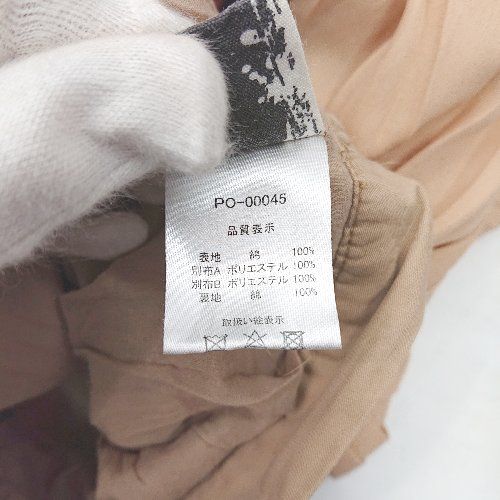 PO-00045
品質表示
表地 綿 100%
別布A ポリエステル 100%
別布B ポリエステル 100%
裏地 綿 100%
取扱い絵表示